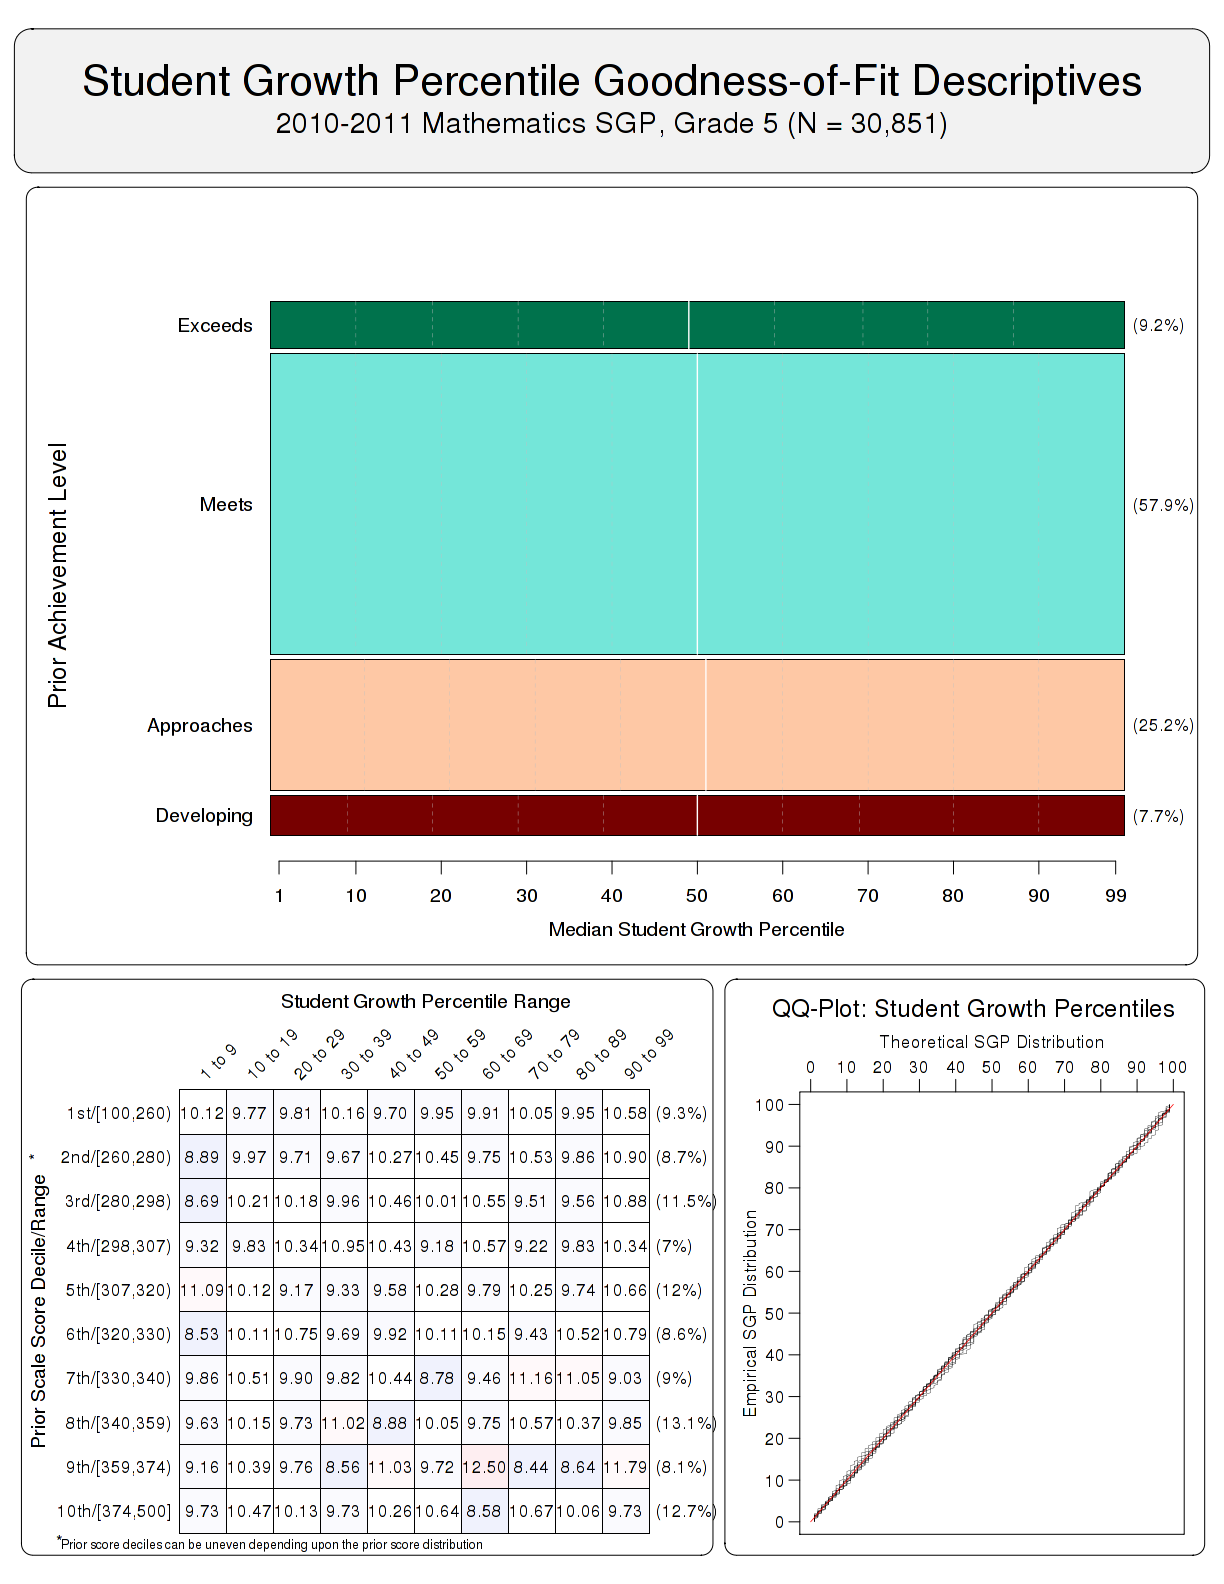 Student Growth Percentile Goodness-of-Fit Descriptives
2010-2011 Mathematics SGP, Grade 5 (N = 30,851)
Prior Achievement Level
Exceeds (9.2%)
Meets (57.9%)
Approaches (25.2%)
Developing (7.7%)
1 10 20 30 40 50 60 70 80 90 99
Median Student Growth Percentile
Student Growth Percentile Range
1 to 9 10 to 19 20 to 29 30 to 39 40 to 49 50 to 59 60 to 69 70 to 79 80 to 89 90 to 99
Prior Scale Score Decile/Range *
1st/[100,260) 10.12 9.77 9.81 10.16 9.70 9.95 9.91 10.05 9.95 10.58 (9.3%)
2nd/[260,280) 8.89 9.97 9.71 9.67 10.27 10.45 9.75 10.53 9.86 10.90 (8.7%)
3rd/[280,298) 8.69 10.21 10.18 9.96 10.46 10.01 10.55 9.51 9.56 10.88 (11.5%)
4th/[298,307) 9.32 9.83 10.34 10.95 10.43 9.18 10.57 9.22 9.83 10.34 (7%)
5th/[307,320) 11.09 10.12 9.17 9.33 9.58 10.28 9.79 10.25 9.74 10.66 (12%)
6th/[320,330) 8.53 10.11 10.75 9.69 9.92 10.11 10.15 9.43 10.52 10.79 (8.6%)
7th/[330,340) 9.86 10.51 9.90 9.82 10.44 8.78 9.46 11.16 11.05 9.03 (9%)
8th/[340,359) 9.63 10.15 9.73 11.02 8.88 10.05 9.75 10.57 10.37 9.85 (13.1%)
9th/[359,374) 9.16 10.39 9.76 8.56 11.03 9.72 12.50 8.44 8.64 11.79 (8.1%)
10th/[374,500] 9.73 10.47 10.13 9.73 10.26 10.64 8.58 10.67 10.06 9.73 (12.7%)
*Prior score deciles can be uneven depending upon the prior score distribution
QQ-Plot: Student Growth Percentiles
Theoretical SGP Distribution
0 10 20 30 40 50 60 70 80 90 100
Empirical SGP Distribution
100
90
80
70
60
50
40
30
20
10
0